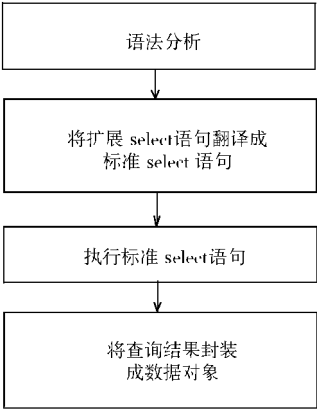 语法分析
将扩展 select语句翻译成
标准 select 语句
执行标准 select语句
将查询结果封装
成数据对象